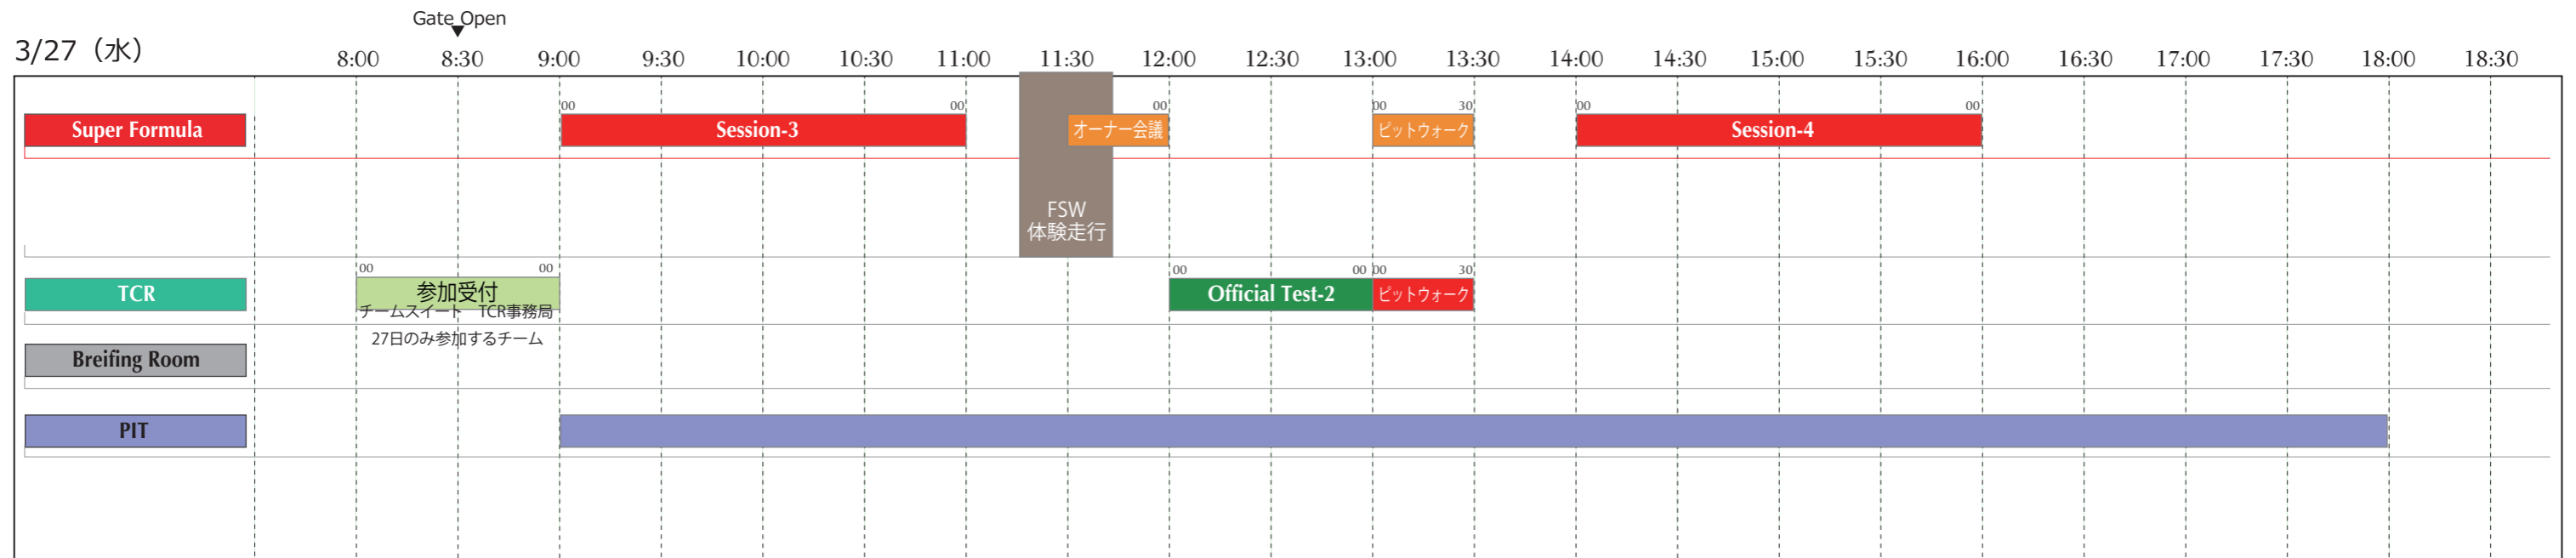 Gate Open
3/27（水）
8:00 8:30 9:00 9:30 10:00 10:30 11:00 11:30 12:00 12:30 13:00 13:30 14:00 14:30 15:00 15:30 16:00 16:30 17:00 17:30 18:00 18:30
00 00 00 00 30 00 00
Super Formula Session-3 オーナー会議 ピットウォーク Session-4
FSW
体験走行
00 00 00 00 00 30
TCR 参加受付 Official Test-2 ピットウォーク
チームスイート　TCR事務局
27日のみ参加するチーム
Breifing Room
PIT